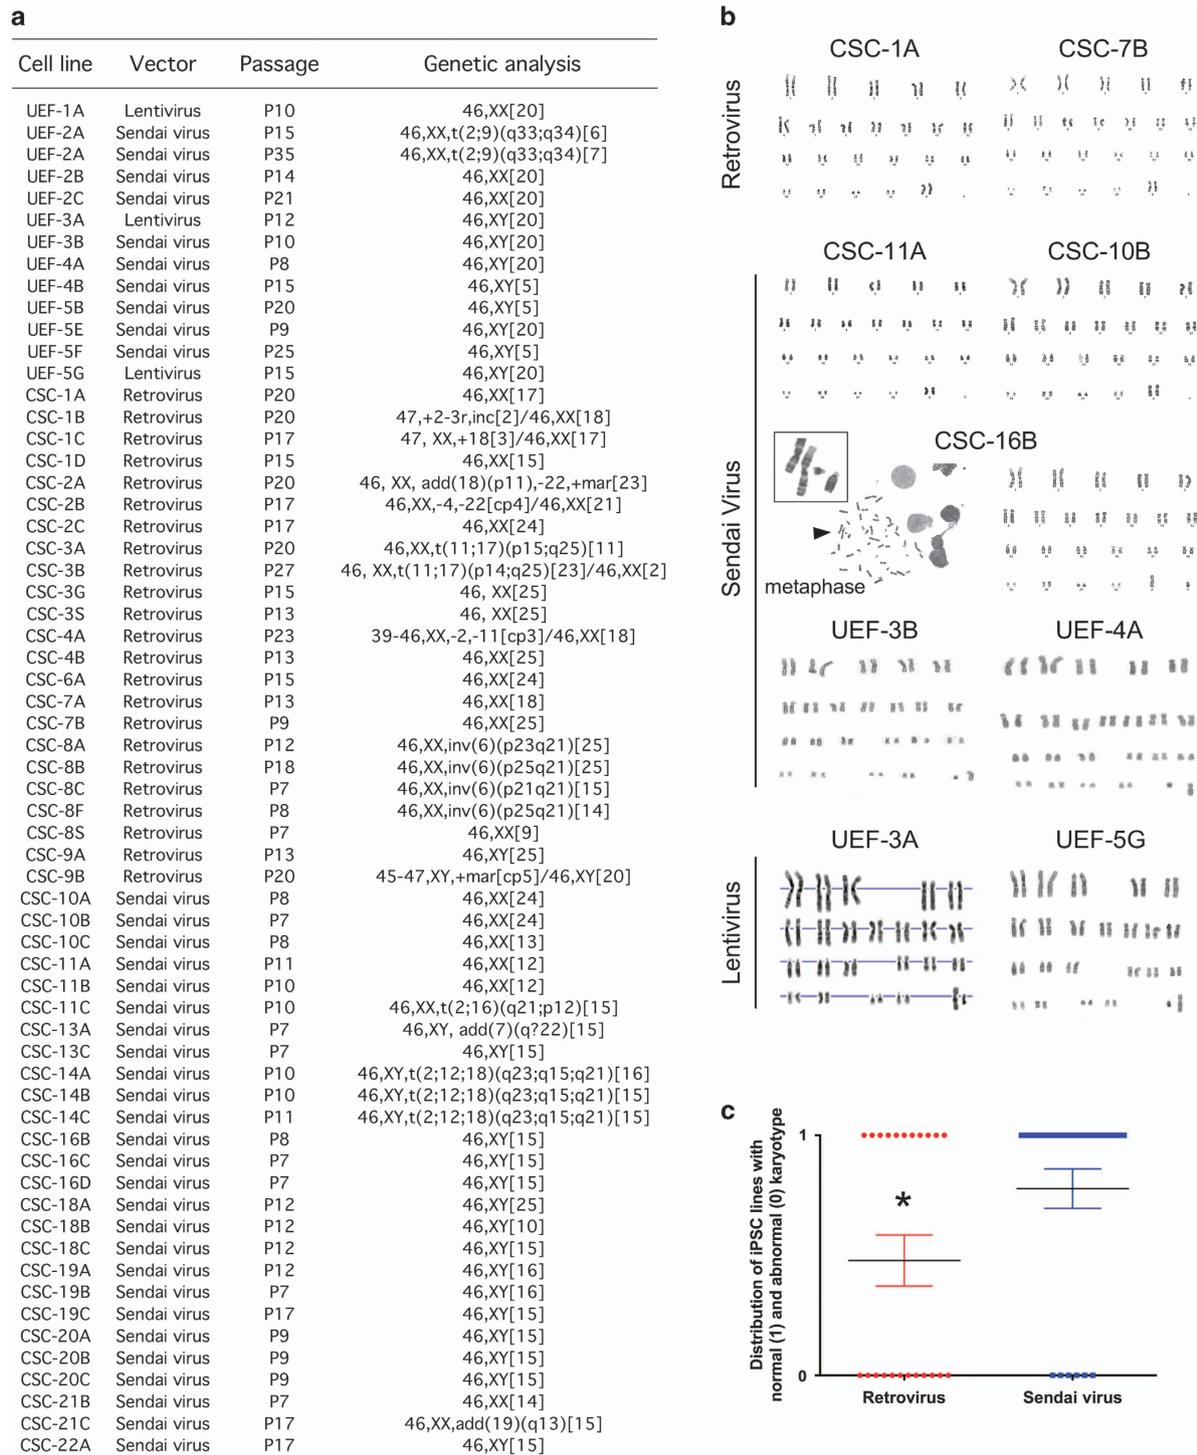 a
Cell line Vector Passage Genetic analysis
UEF-1A Lentivirus P10 46,XX[20]
UEF-2A Sendai virus P15 46,XX,t(2;9)(q33;q34)[6]
UEF-2A Sendai virus P35 46,XX,t(2;9)(q33;q34)[7]
UEF-2B Sendai virus P14 46,XX[20]
UEF-2C Sendai virus P21 46,XX[20]
UEF-3A Lentivirus P12 46,XY[20]
UEF-3B Sendai virus P10 46,XY[20]
UEF-4A Sendai virus P8 46,XY[20]
UEF-4B Sendai virus P15 46,XY[5]
UEF-5B Sendai virus P20 46,XY[5]
UEF-5E Sendai virus P9 46,XY[20]
UEF-5F Sendai virus P25 46,XY[5]
UEF-5G Lentivirus P15 46,XY[20]
CSC-1A Retrovirus P20 46,XX[17]
CSC-1B Retrovirus P20 47,+2-3r,inc[2]/46,XX[18]
CSC-1C Retrovirus P17 47, XX,+18[3]/46,XX[17]
CSC-1D Retrovirus P15 46,XX[15]
CSC-2A Retrovirus P20 46, XX, add(18)(p11),-22,+mar[23]
CSC-2B Retrovirus P17 46,XX,-4,-22[cp4]/46,XX[21]
CSC-2C Retrovirus P17 46,XX[24]
CSC-3A Retrovirus P20 46,XX,t(11;17)(p15;q25)[11]
CSC-3B Retrovirus P27 46, XX,t(11;17)(p14;q25)[23]/46,XX[2]
CSC-3G Retrovirus P15 46, XX[25]
CSC-3S Retrovirus P13 46, XX[25]
CSC-4A Retrovirus P23 39-46,XX,-2,-11[cp3]/46,XX[18]
CSC-4B Retrovirus P13 46,XX[25]
CSC-6A Retrovirus P15 46,XX[24]
CSC-7A Retrovirus P13 46,XX[18]
CSC-7B Retrovirus P9 46,XX[25]
CSC-8A Retrovirus P12 46,XX,inv(6)(p23q21)[25]
CSC-8B Retrovirus P18 46,XX,inv(6)(p25q21)[25]
CSC-8C Retrovirus P7 46,XX,inv(6)(p21q21)[15]
CSC-8F Retrovirus P8 46,XX,inv(6)(p25q21)[14]
CSC-8S Retrovirus P7 46,XX[9]
CSC-9A Retrovirus P13 46,XY[25]
CSC-9B Retrovirus P20 45-47,XY,+mar[cp5]/46,XY[20]
CSC-10A Sendai virus P8 46,XX[24]
CSC-10B Sendai virus P7 46,XX[24]
CSC-10C Sendai virus P8 46,XX[13]
CSC-11A Sendai virus P11 46,XX[12]
CSC-11B Sendai virus P10 46,XX[12]
CSC-11C Sendai virus P10 46,XX,t(2;16)(q21;p12)[15]
CSC-13A Sendai virus P7 46,XY, add(7)(q?22)[15]
CSC-13C Sendai virus P7 46,XY[15]
CSC-14A Sendai virus P10 46,XY,t(2;12;18)(q23;q15;q21)[16]
CSC-14B Sendai virus P10 46,XY,t(2;12;18)(q23;q15;q21)[15]
CSC-14C Sendai virus P11 46,XY,t(2;12;18)(q23;q15;q21)[15]
CSC-16B Sendai virus P8 46,XY[15]
CSC-16C Sendai virus P7 46,XY[15]
CSC-16D Sendai virus P7 46,XY[15]
CSC-18A Sendai virus P12 46,XY[25]
CSC-18B Sendai virus P12 46,XY[10]
CSC-18C Sendai virus P12 46,XY[15]
CSC-19A Sendai virus P12 46,XY[16]
CSC-19B Sendai virus P7 46,XY[16]
CSC-19C Sendai virus P17 46,XY[15]
CSC-20A Sendai virus P9 46,XY[15]
CSC-20B Sendai virus P9 46,XY[15]
CSC-20C Sendai virus P9 46,XY[15]
CSC-21B Sendai virus P7 46,XX[14]
CSC-21C Sendai virus P17 46,XX,add(19)(q13)[15]
CSC-22A Sendai virus P17 46,XY[15]
b
Retrovirus
CSC-1A CSC-7B
Sendai Virus
CSC-11A CSC-10B
CSC-16B
metaphase
UEF-3B UEF-4A
Lentivirus
UEF-3A UEF-5G
c
Distribution of iPSC lines with
normal (1) and abnormal (0) karyotype
1
*
0
Retrovirus Sendai virus